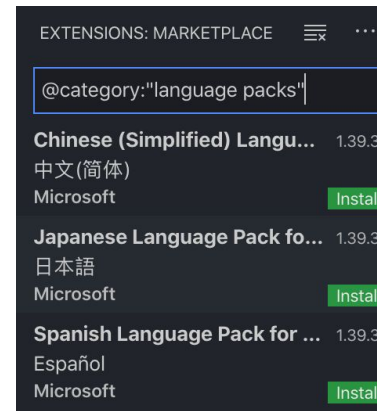 EXTENSIONS: MARKETPLACE
@category:"language packs"
Chinese (Simplified) Langu... 1.39.3
中文(简体)
Microsoft Instal
Japanese Language Pack fo... 1.39.3
日本語
Microsoft Instal
Spanish Language Pack for ... 1.39.3
Español
Microsoft Instal